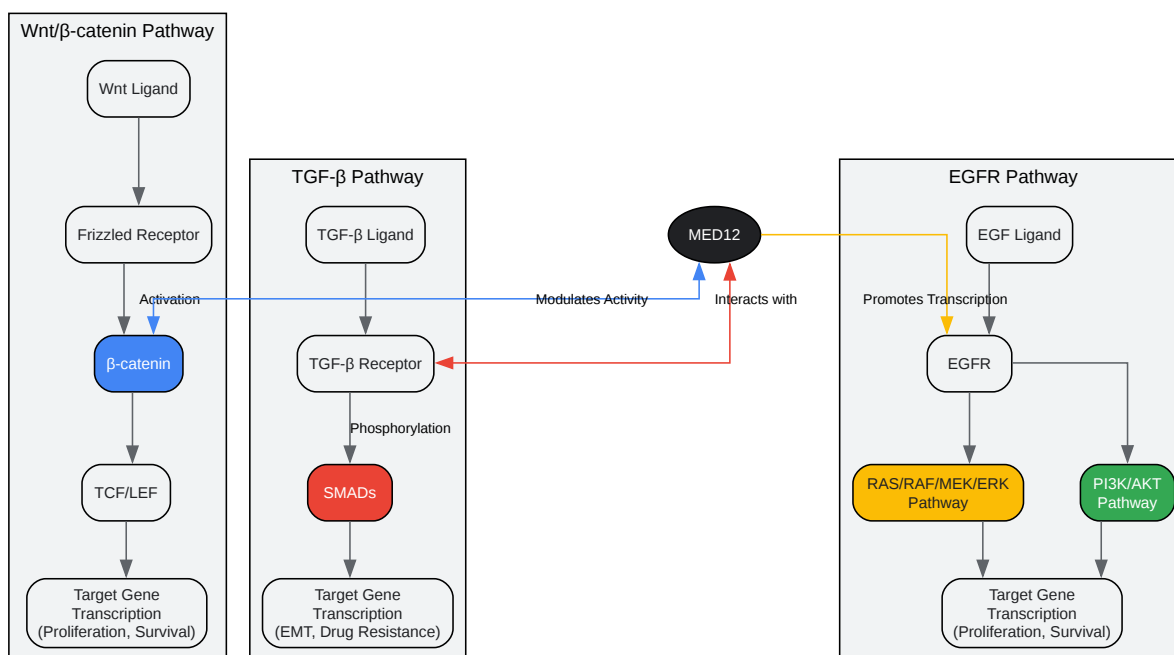 Wnt/β-catenin Pathway
Wnt Ligand
Frizzled Receptor
Activation
β-catenin
TCF/LEF
Target Gene
Transcription
(Proliferation, Survival)
TGF-β Pathway
TGF-β Ligand
TGF-β Receptor
Phosphorylation
SMADs
Target Gene
Transcription
(EMT, Drug Resistance)
MED12
Modulates Activity
Interacts with
Promotes Transcription
EGFR Pathway
EGF Ligand
EGFR
RAS/RAF/MEK/ERK
Pathway
PI3K/AKT
Pathway
Target Gene
Transcription
(Proliferation, Survival)